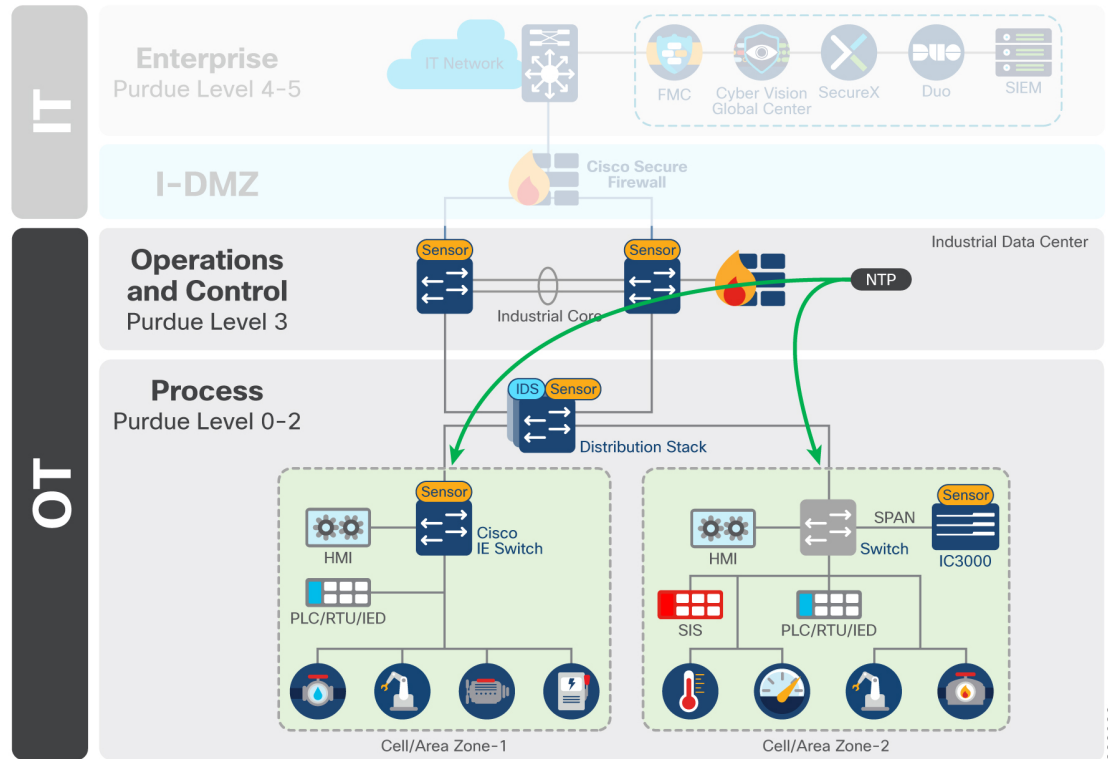 IT
Enterprise
Purdue Level 4-5
IT Network
FMC
Cyber Vision
Global Center
SecureX
DUO
Duo
SIEM
I-DMZ
Cisco Secure
Firewall
OT
Operations
and Control
Purdue Level 3
Sensor
Sensor
Industrial Data Center
NTP
Industrial Core
Process
Purdue Level 0-2
IDS
Sensor
Distribution Stack
Sensor
HMI
Cisco
IE Switch
PLC/RTU/IED
Cell/Area Zone-1
Sensor
SPAN
HMI
Switch
IC3000
SIS
PLC/RTU/IED
Cell/Area Zone-2